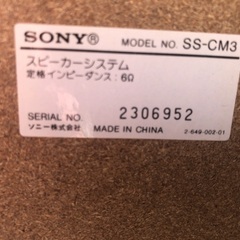 SONY® MODEL NO. SS-CM3
スピーカーシステム
定格インピーダンス：6Ω
SERIAL NO. 2306952
ソニー株式会社 MADE IN CHINA
2-649-002-01